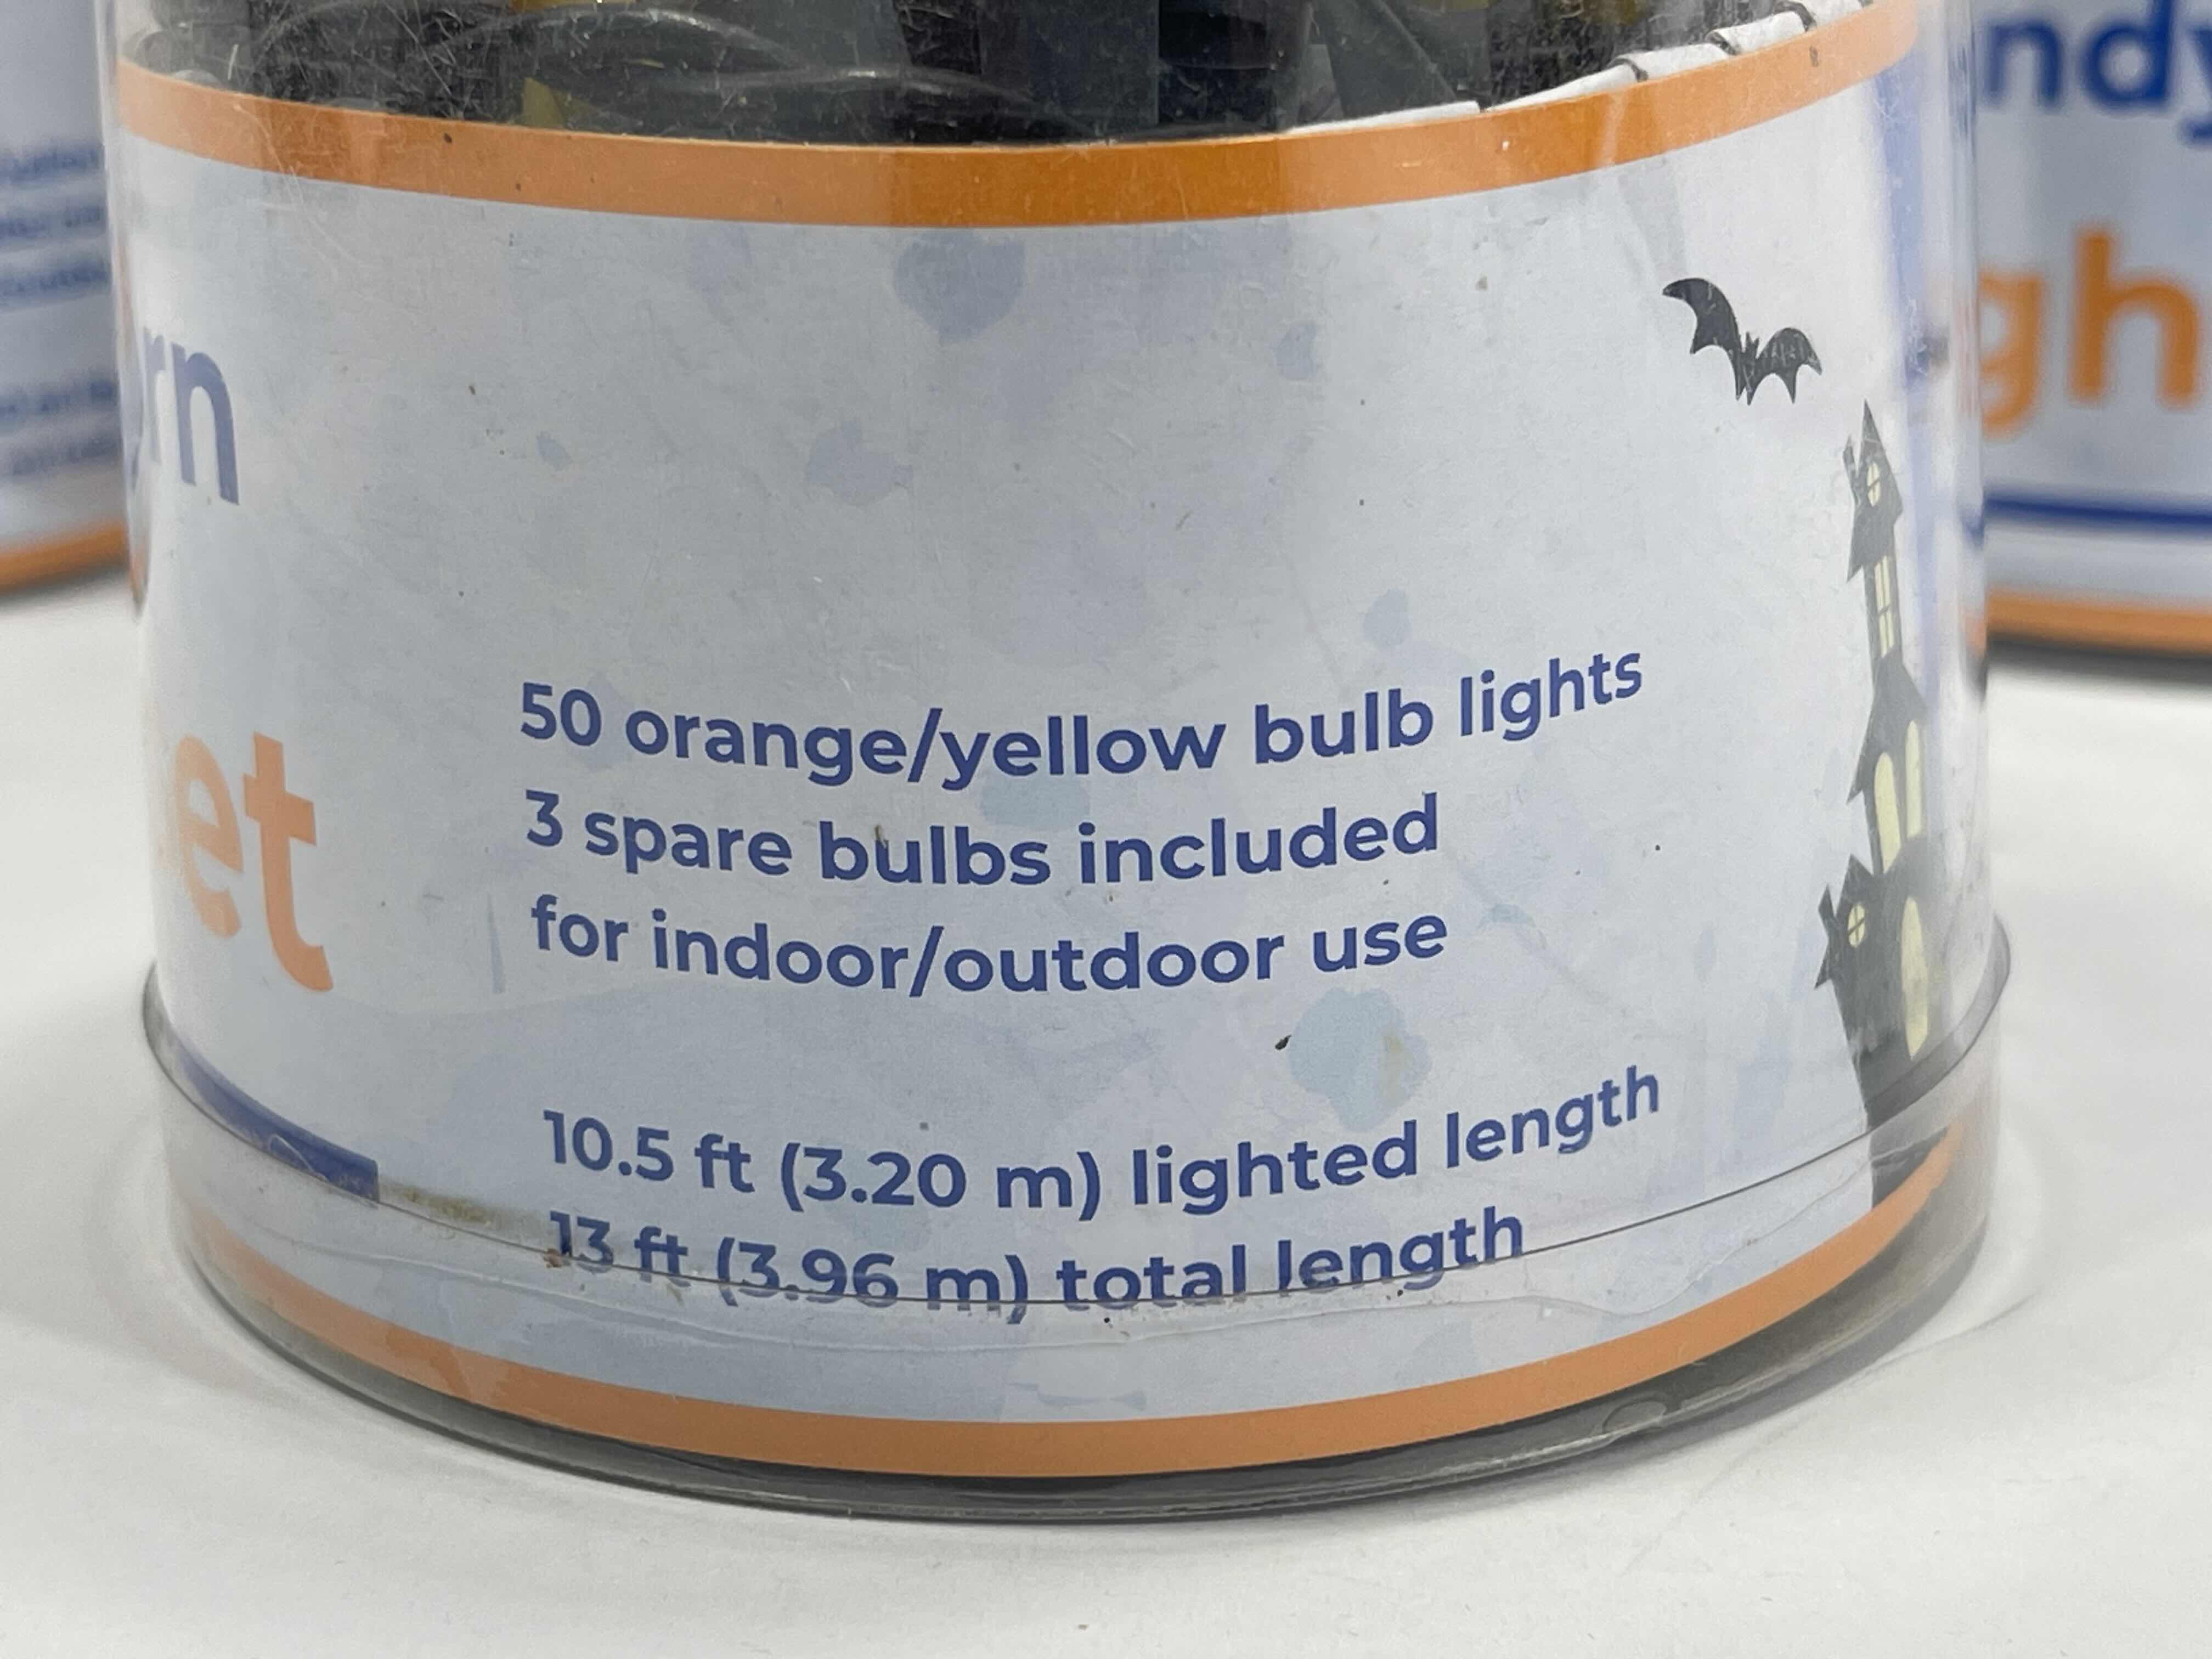 50 orange/yellow bulb lights
3 spare bulbs included
for indoor/outdoor use
10.5 ft (3.20 m) lighted length
13 ft (3.96 m) total length
rn
et
ndy
gh